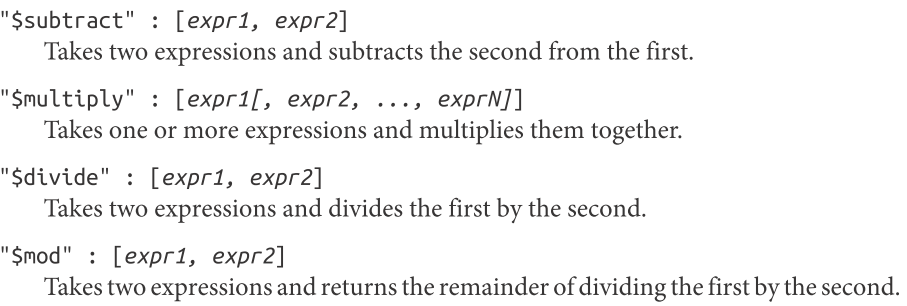 "$subtract" : [expr1, expr2]
Takes two expressions and subtracts the second from the first.
"$multiply" : [expr1[, expr2, ..., exprN]]
Takes one or more expressions and multiplies them together.
"$divide" : [expr1, expr2]
Takes two expressions and divides the first by the second.
"$mod" : [expr1, expr2]
Takes two expressions and returns the remainder of dividing the first by the second.